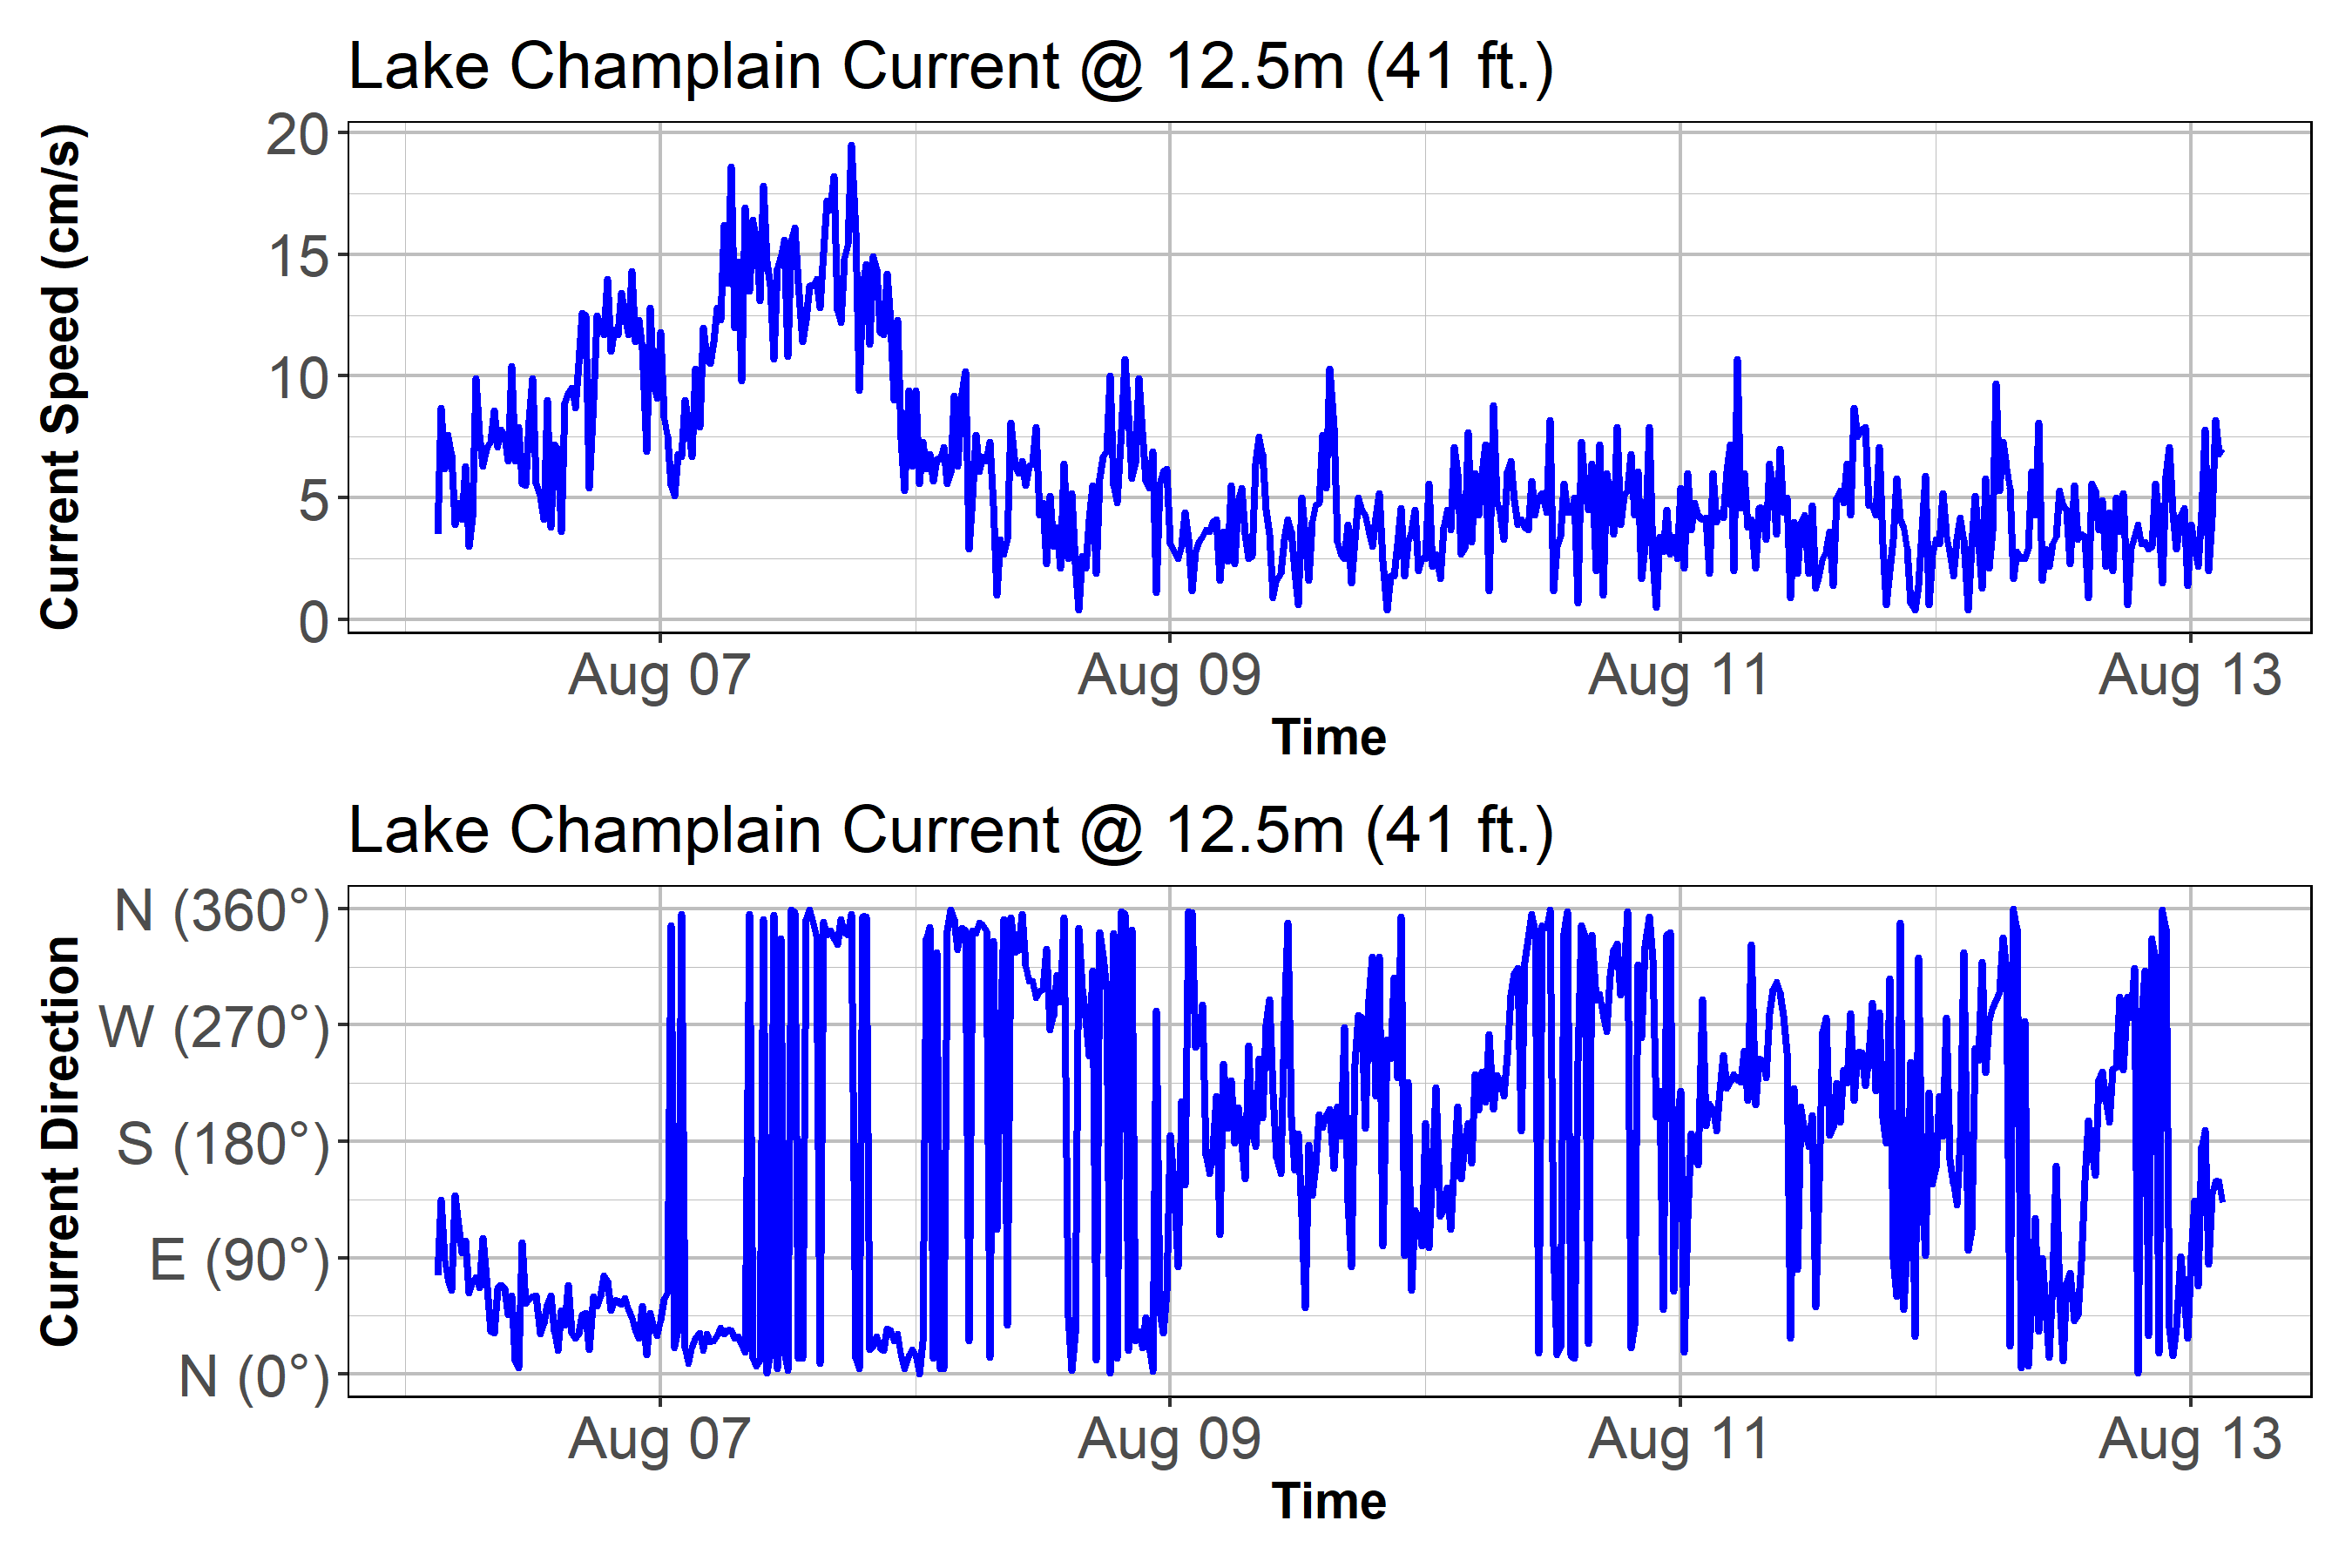 Lake Champlain Current @ 12.5m (41 ft.)
Current Speed (cm/s)
20
15
10
5
0
Aug 07 Aug 09 Aug 11 Aug 13
Time
Lake Champlain Current @ 12.5m (41 ft.)
Current Direction
N (360°)
W (270°)
S (180°)
E (90°)
N (0°)
Aug 07 Aug 09 Aug 11 Aug 13
Time